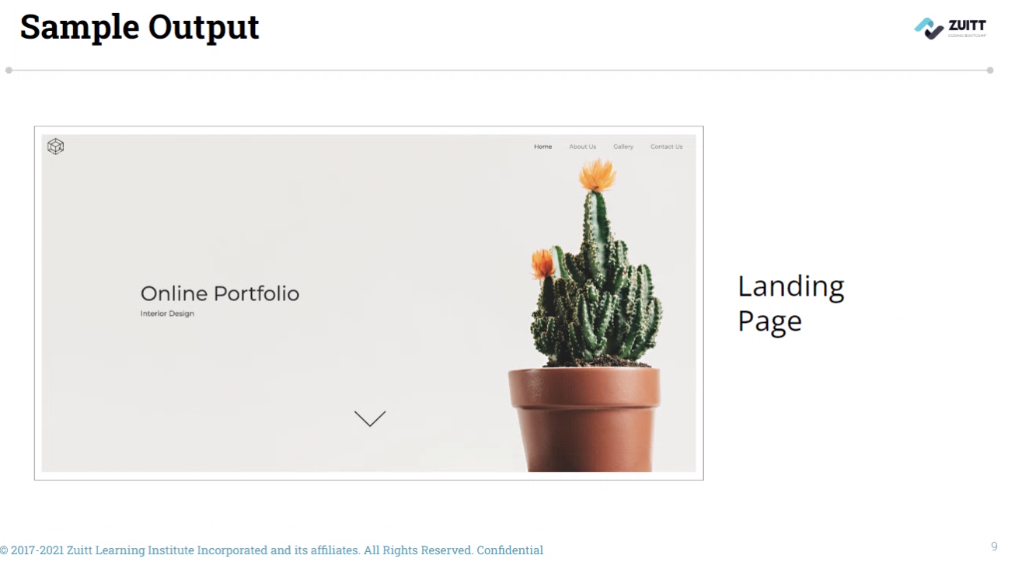 Sample Output
ZUITT
Home About Us Gallery Contact Us
Online Portfolio
Interior Design
Landing
Page
© 2017-2021 Zuitt Learning Institute Incorporated and its affiliates. All Rights Reserved. Confidential
9